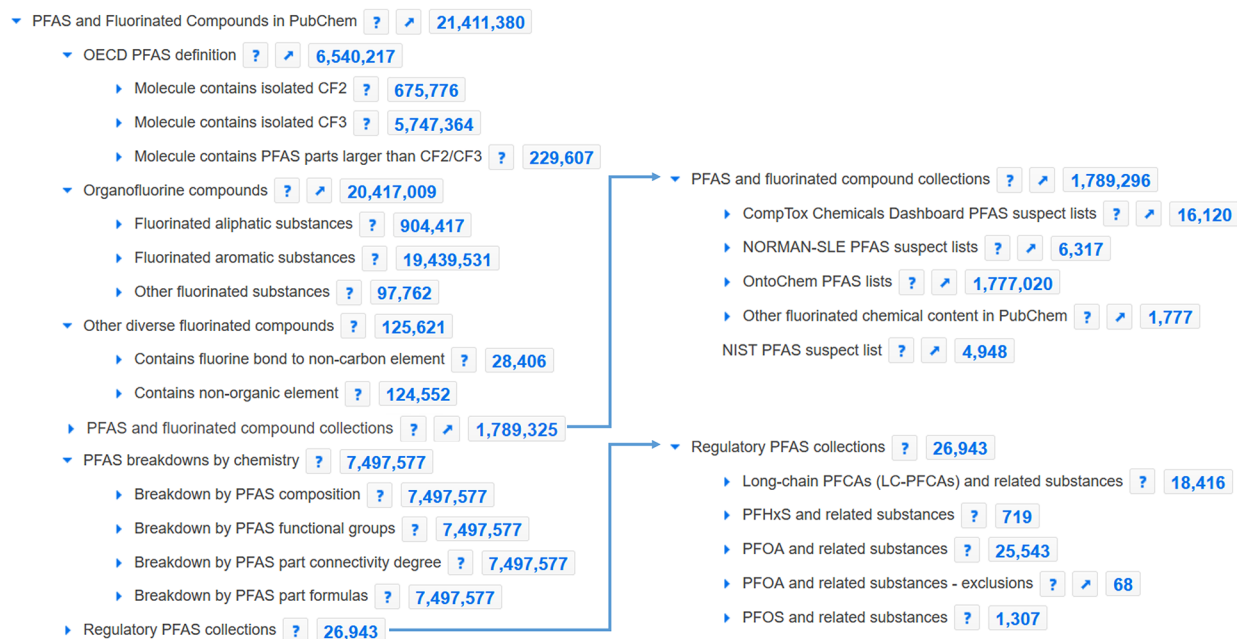 PFAS and Fluorinated Compounds in PubChem ? 21,411,380
OECD PFAS definition ? 6,540,217
Molecule contains isolated CF2 ? 675,776
Molecule contains isolated CF3 ? 5,747,364
Molecule contains PFAS parts larger than CF2/CF3 ? 229,607
Organofluorine compounds ? 20,417,009
Fluorinated aliphatic substances ? 904,417
Fluorinated aromatic substances ? 19,439,531
Other fluorinated substances ? 97,762
Other diverse fluorinated compounds ? 125,621
Contains fluorine bond to non-carbon element ? 28,406
Contains non-organic element ? 124,552
PFAS and fluorinated compound collections ? 1,789,325
PFAS breakdowns by chemistry ? 7,497,577
Breakdown by PFAS composition ? 7,497,577
Breakdown by PFAS functional groups ? 7,497,577
Breakdown by PFAS part connectivity degree ? 7,497,577
Breakdown by PFAS part formulas ? 7,497,577
Regulatory PFAS collections ? 26,943
PFAS and fluorinated compound collections ? 1,789,296
CompTox Chemicals Dashboard PFAS suspect lists ? 16,120
NORMAN-SLE PFAS suspect lists ? 6,317
OntoChem PFAS lists ? 1,777,020
Other fluorinated chemical content in PubChem ? 1,777
NIST PFAS suspect list ? 4,948
Regulatory PFAS collections ? 26,943
Long-chain PFCAs (LC-PFCAs) and related substances ? 18,416
PFHxS and related substances ? 719
PFOA and related substances ? 25,543
PFOA and related substances - exclusions ? 68
PFOS and related substances ? 1,307